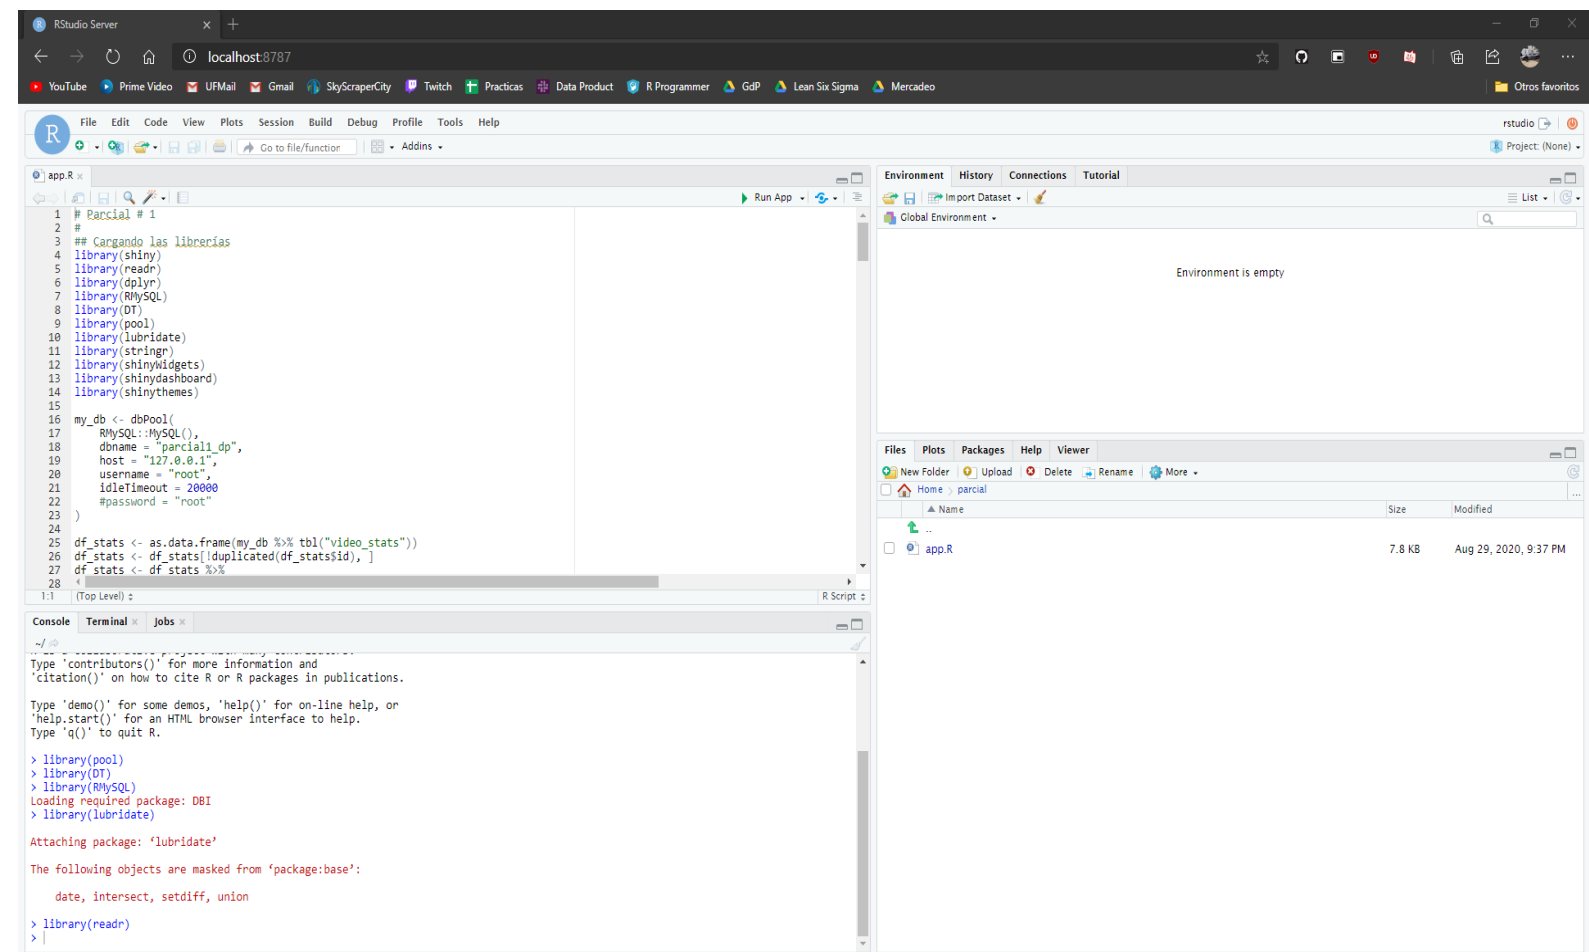 RStudio Server
localhost:8787
YouTube Prime Video UFMail Gmail SkyScraperCity Twitch Practicas Data Product R Programmer GdP Lean Six Sigma Mercadeo Otros favoritos
File Edit Code View Plots Session Build Debug Profile Tools Help
rstudio
Go to file/function Addins
Project: (None)
app.R
Run App
1 # Parcial # 1
2 #
3 ## Cargando las librerías
4 library(shiny)
5 library(readr)
6 library(dplyr)
7 library(RMySQL)
8 library(DT)
9 library(pool)
10 library(lubridate)
11 library(stringr)
12 library(shinyWidgets)
13 library(shinydashboard)
14 library(shinythemes)
15
16 my_db <- dbPool(
17 RMySQL::MySQL(),
18 dbname = "parcial1_dp",
19 host = "127.0.0.1",
20 username = "root",
21 idleTimeout = 20000
22 #password = "root"
23 )
24
25 df_stats <- as.data.frame(my_db %>% tbl("video_stats"))
26 df_stats <- df_stats[!duplicated(df_stats$id), ]
27 df_stats <- df_stats %>%
28
1:1 (Top Level) R Script
Console Terminal Jobs
~/
R is a collaborative project with many contributors.
Type 'contributors()' for more information and
'citation()' on how to cite R or R packages in publications.
Type 'demo()' for some demos, 'help()' for on-line help, or
'help.start()' for an HTML browser interface to help.
Type 'q()' to quit R.
> library(pool)
> library(DT)
> library(RMySQL)
Loading required package: DBI
> library(lubridate)
Attaching package: ‘lubridate’
The following objects are masked from ‘package:base’:
date, intersect, setdiff, union
> library(readr)
>
Environment History Connections Tutorial
Import Dataset List
Global Environment
Environment is empty
Files Plots Packages Help Viewer
New Folder Upload Delete Rename More
Home parcial
...
Name Size Modified
..
app.R 7.8 KB Aug 29, 2020, 9:37 PM